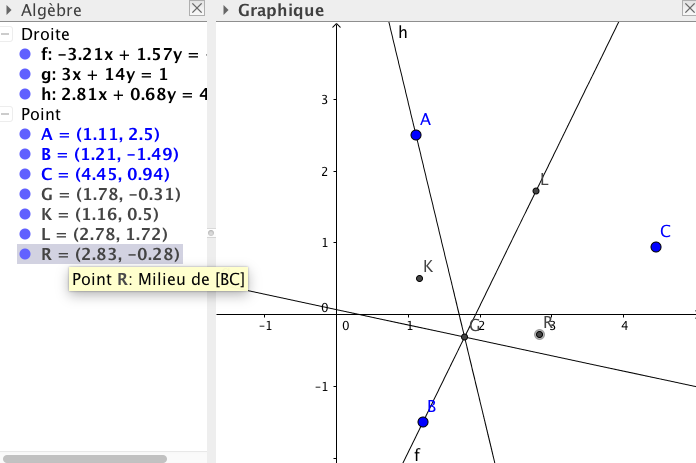 Algèbre
Droite
f: -3.21x + 1.57y =
g: 3x + 14y = 1
h: 2.81x + 0.68y = 4
Point
A = (1.11, 2.5)
B = (1.21, -1.49)
C = (4.45, 0.94)
G = (1.78, -0.31)
K = (1.16, 0.5)
L = (2.78, 1.72)
R = (2.83, -0.28)
Point R: Milieu de [BC]
Graphique
h
3
A
2
L
1
C
K
0
-1 0 1 2 3 4
G
R
-1
B
f